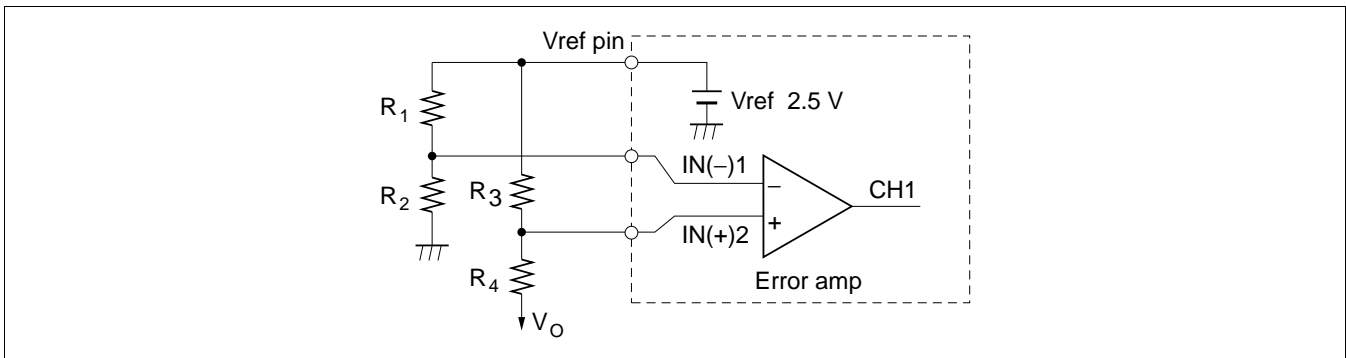 Vref pin
Vref 2.5 V
R1
IN(−)1
−
CH1
R2
R3
+
IN(+)2
R4
Error amp
VO